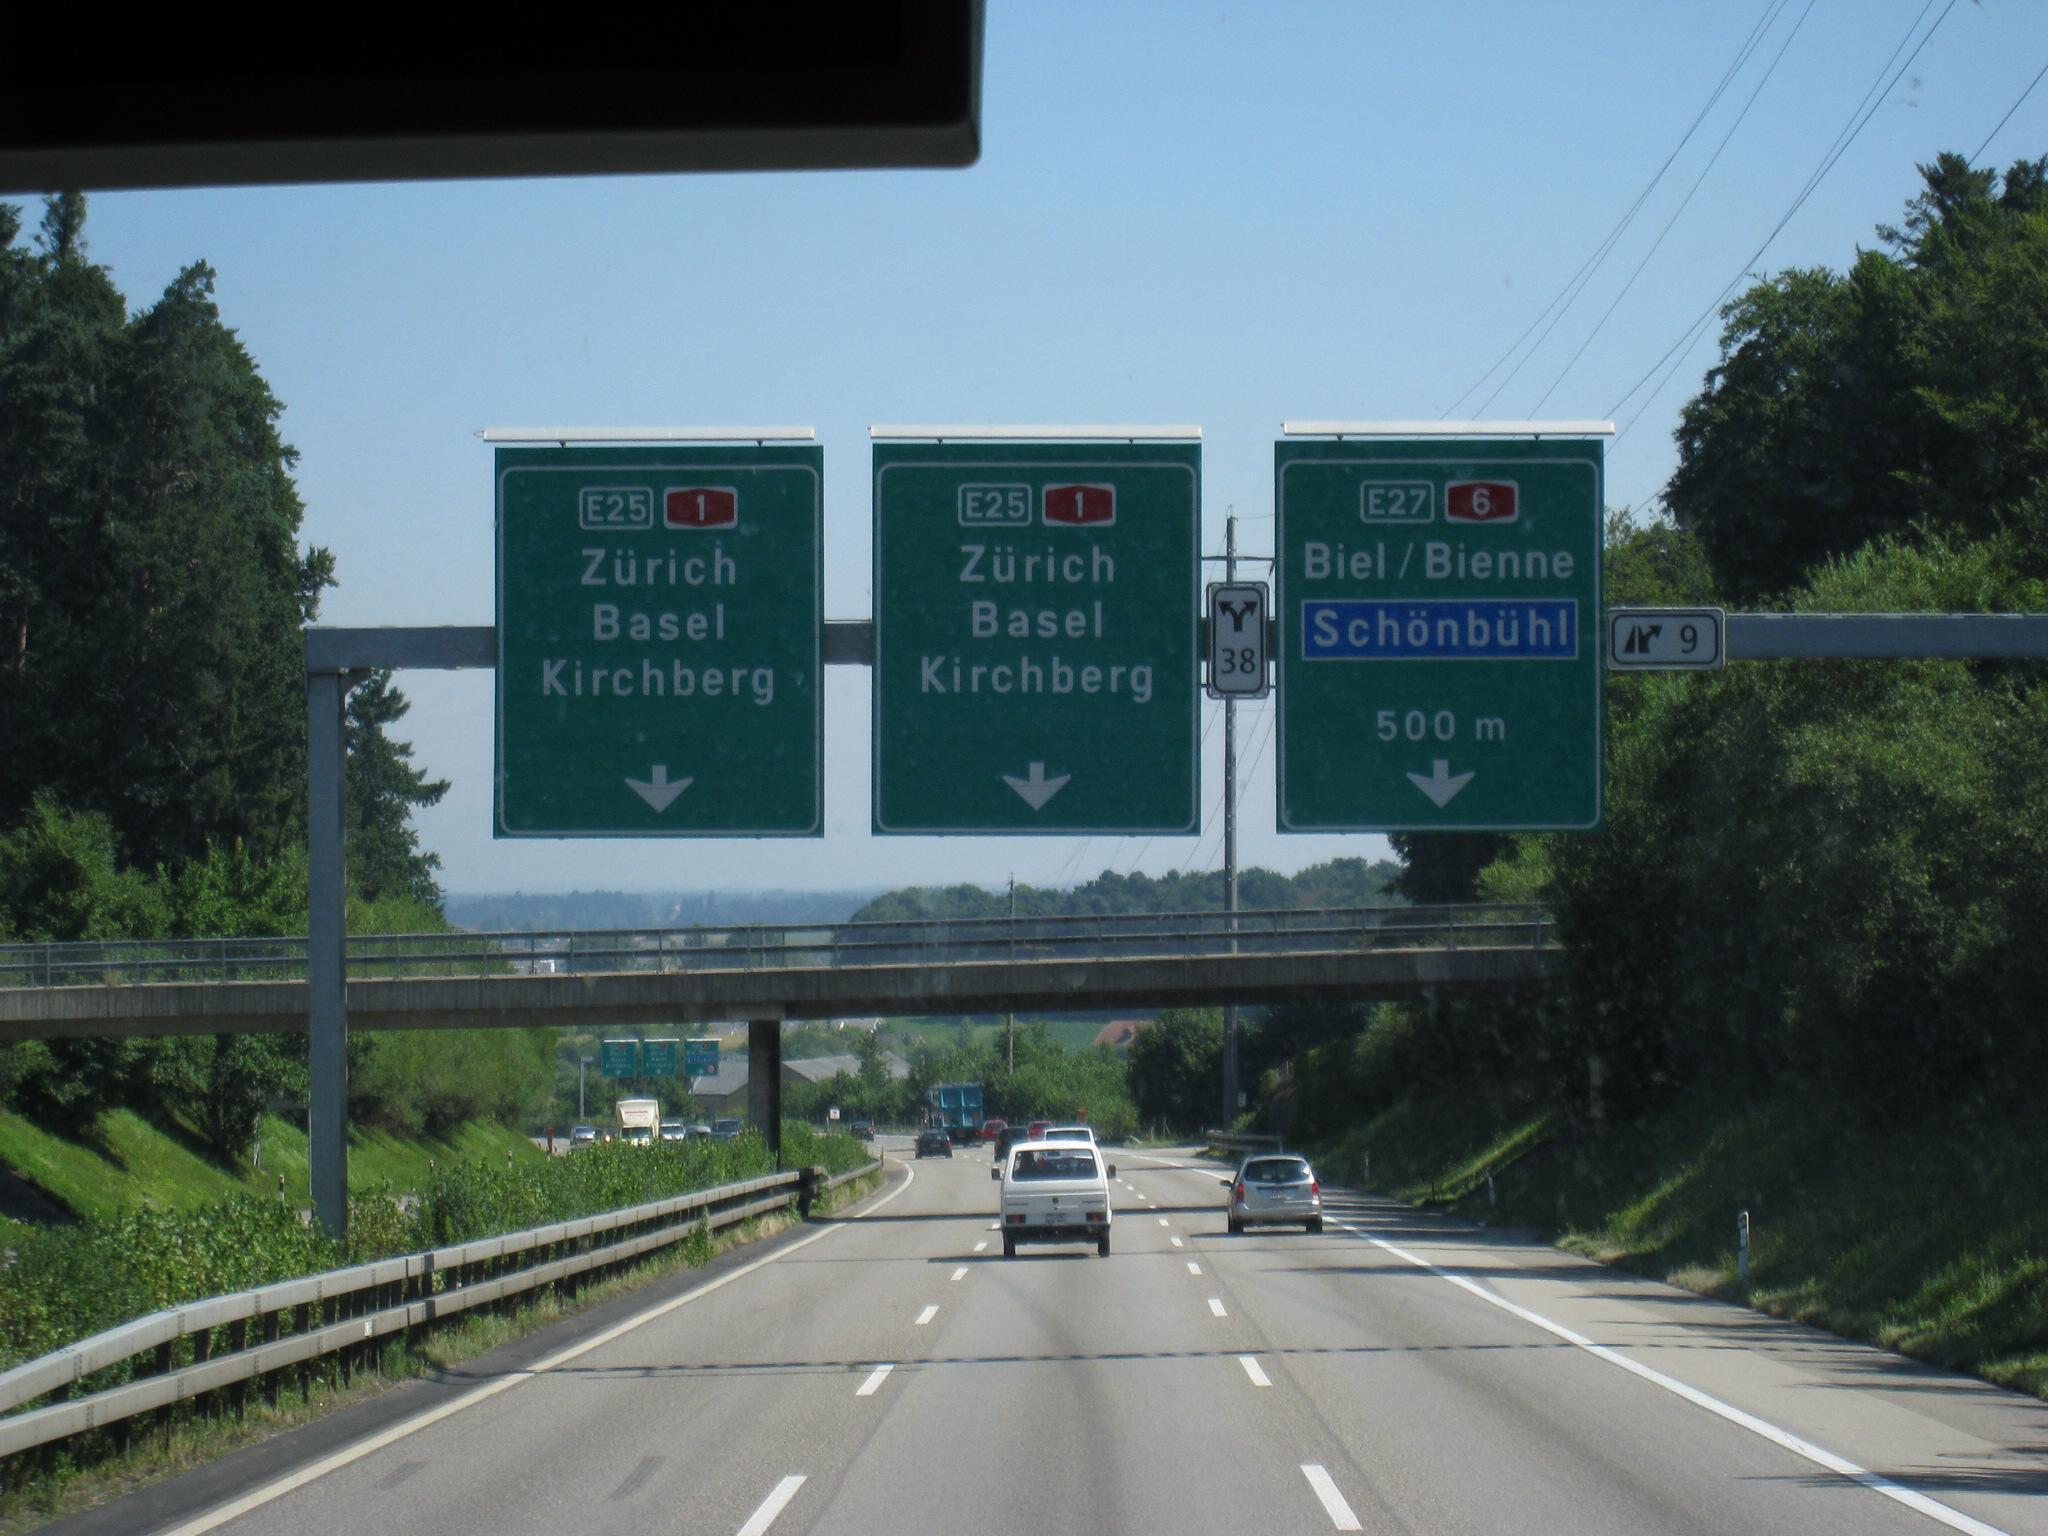 E25 1
Zürich
Basel
Kirchberg
E25 1
Zürich
Basel
Kirchberg
38
E27 6
Biel / Bienne
Schönbühl
500 m
9